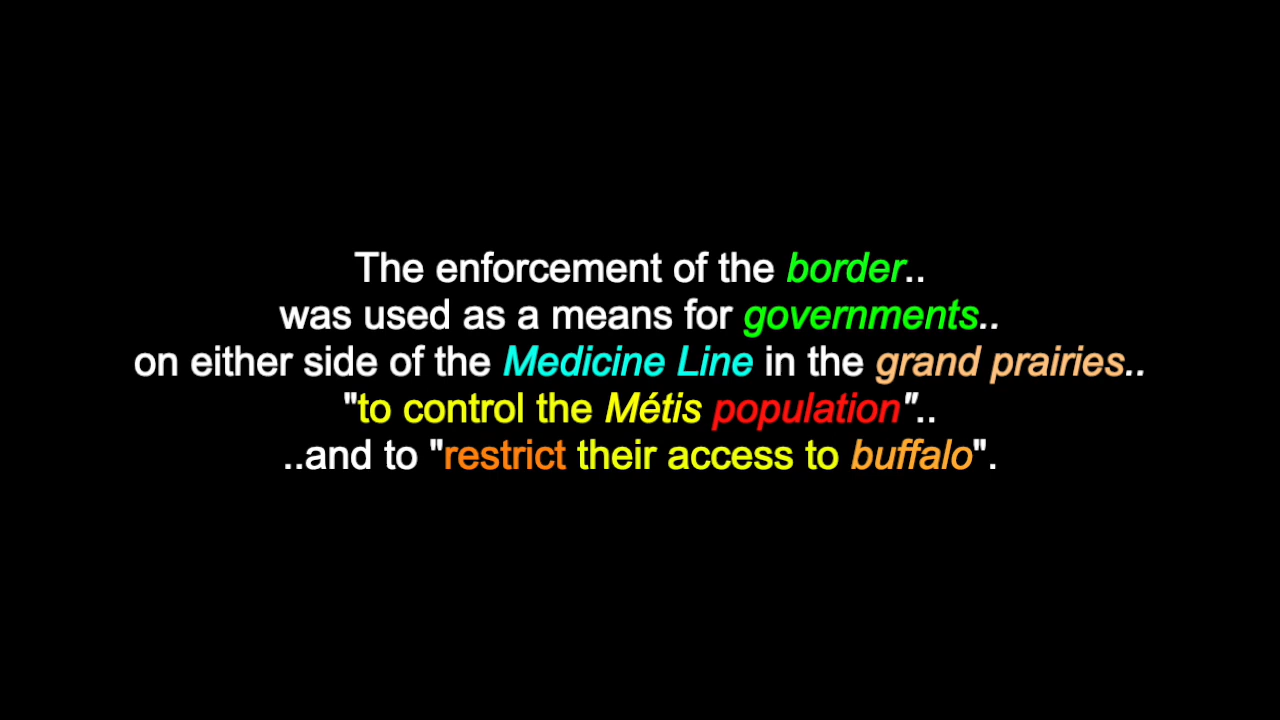 The enforcement of the border..
was used as a means for governments..
on either side of the Medicine Line in the grand prairies..
"to control the Métis population"..
..and to "restrict their access to buffalo".